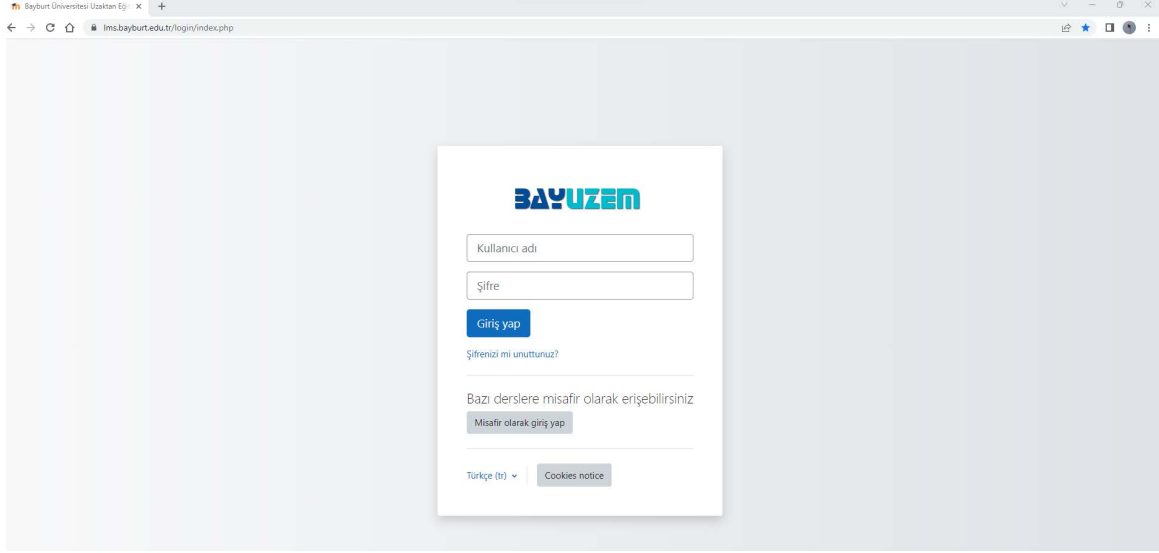 Bayburt Üniversitesi Uzaktan Eğ
lms.bayburt.edu.tr/login/index.php
BAYUZEM
Kullanıcı adı
Şifre
Giriş yap
Şifrenizi mi unuttunuz?
Bazı derslere misafir olarak erişebilirsiniz
Misafir olarak giriş yap
Türkçe (tr)
Cookies notice